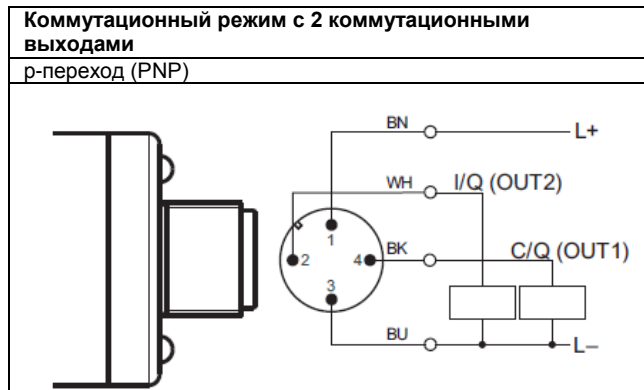 Коммутационный режим с 2 коммутационными
выходами
р-переход (PNP)
BN
L+
WH
I/Q (OUT2)
1
2
4
BK
C/Q (OUT1)
3
BU
L–